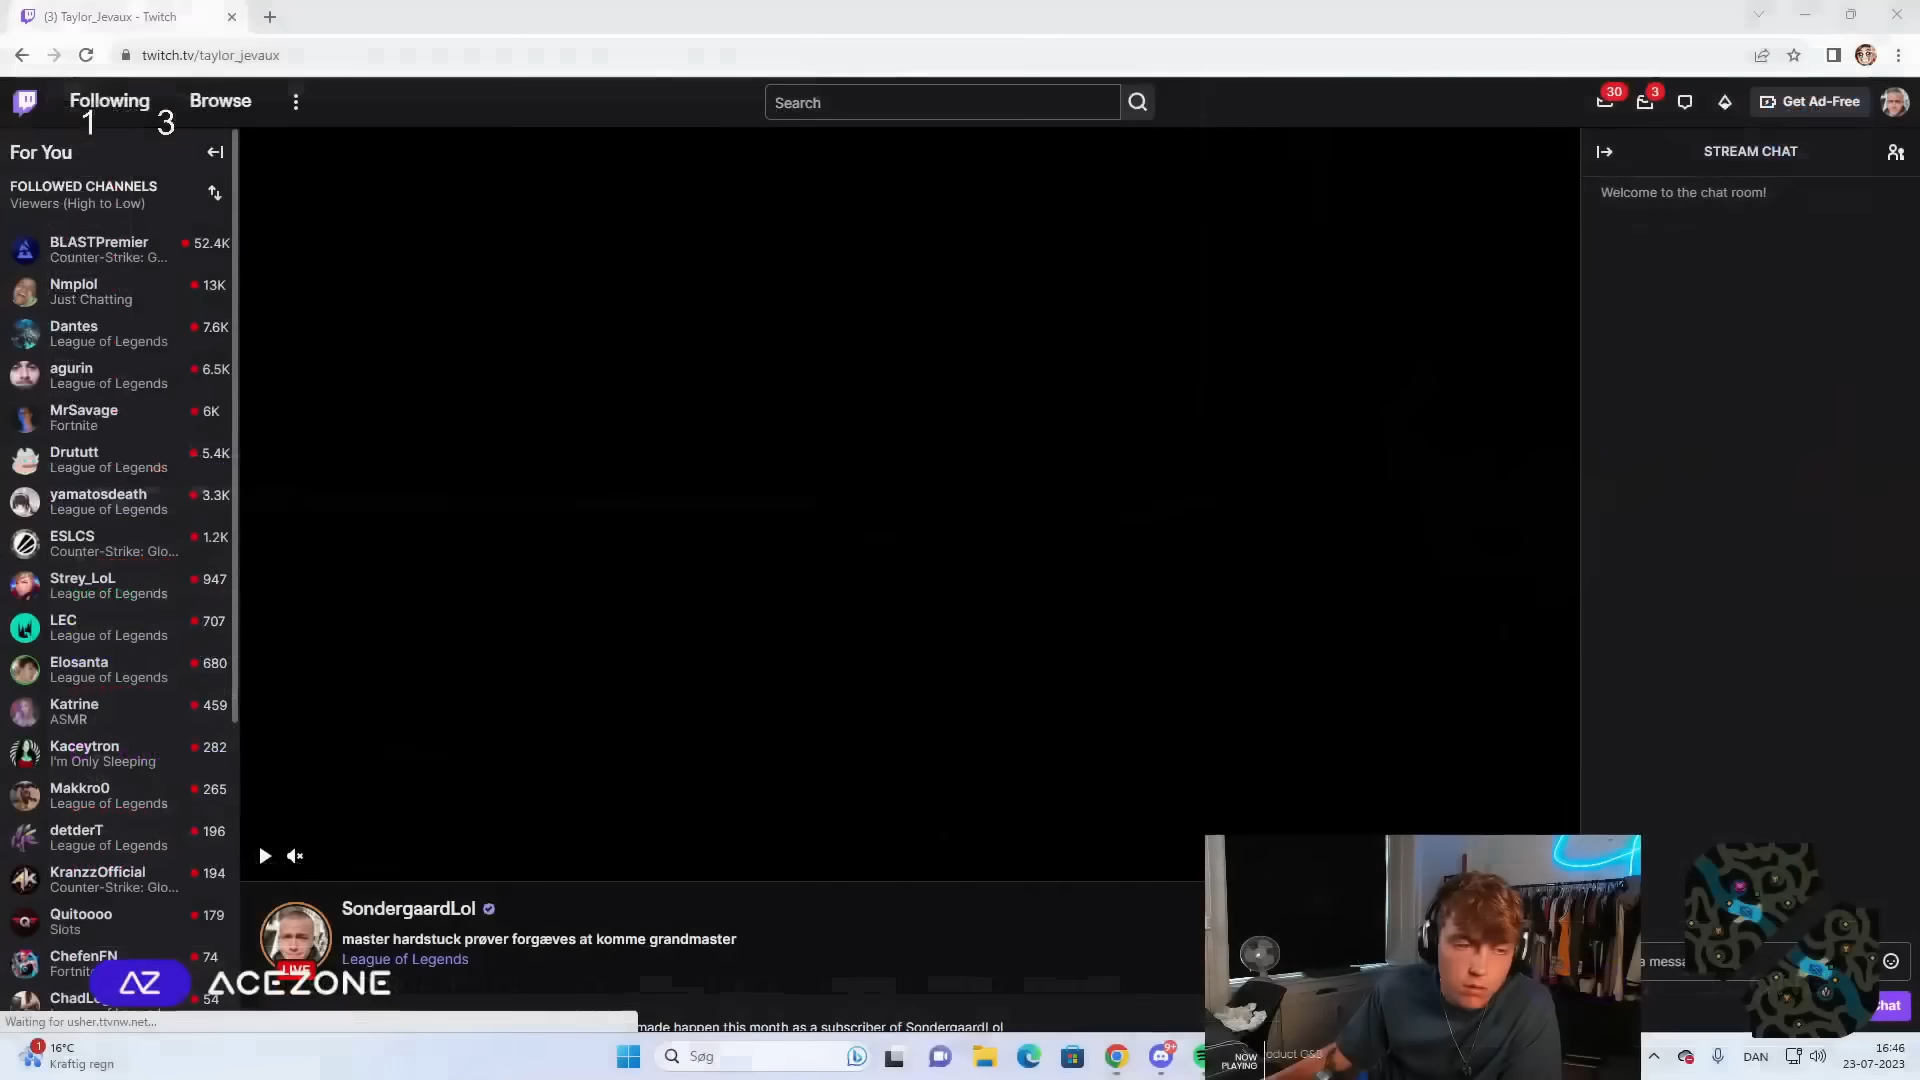 (3) Taylor_Jevaux - Twitch
twitch.tv/taylor_jevaux
Following
Browse
Search
30
3
Get Ad-Free
1
3
For You
FOLLOWED CHANNELS
Viewers (High to Low)
BLASTPremier
52.4K
Counter-Strike: G...
Nmplol
13K
Just Chatting
Dantes
7.6K
League of Legends
agurin
6.5K
League of Legends
MrSavage
6K
Fortnite
Drututt
5.4K
League of Legends
yamatosdeath
3.3K
League of Legends
ESLCS
1.2K
Counter-Strike: Glo...
Strey_LoL
947
League of Legends
LEC
707
League of Legends
Elosanta
680
League of Legends
Katrine
459
ASMR
Kaceytron
282
I'm Only Sleeping
Makkro0
265
League of Legends
detderT
196
League of Legends
KranzzOfficial
194
Counter-Strike: Glo...
Quitoooo
179
Slots
ChefenFN
74
54
STREAM CHAT
Welcome to the chat room!
SondergaardLol
master hardstuck prøver forgæves at komme grandmaster
League of Legends
LIVE
AZ ACEZONE
Waiting for usher.ttvnw.net...
made happen this month as a subscriber of SondergaardLol
NOW
PLAYING
1
16°C
Kraftig regn
Søg
9+
DAN
16:46
23-07-2023